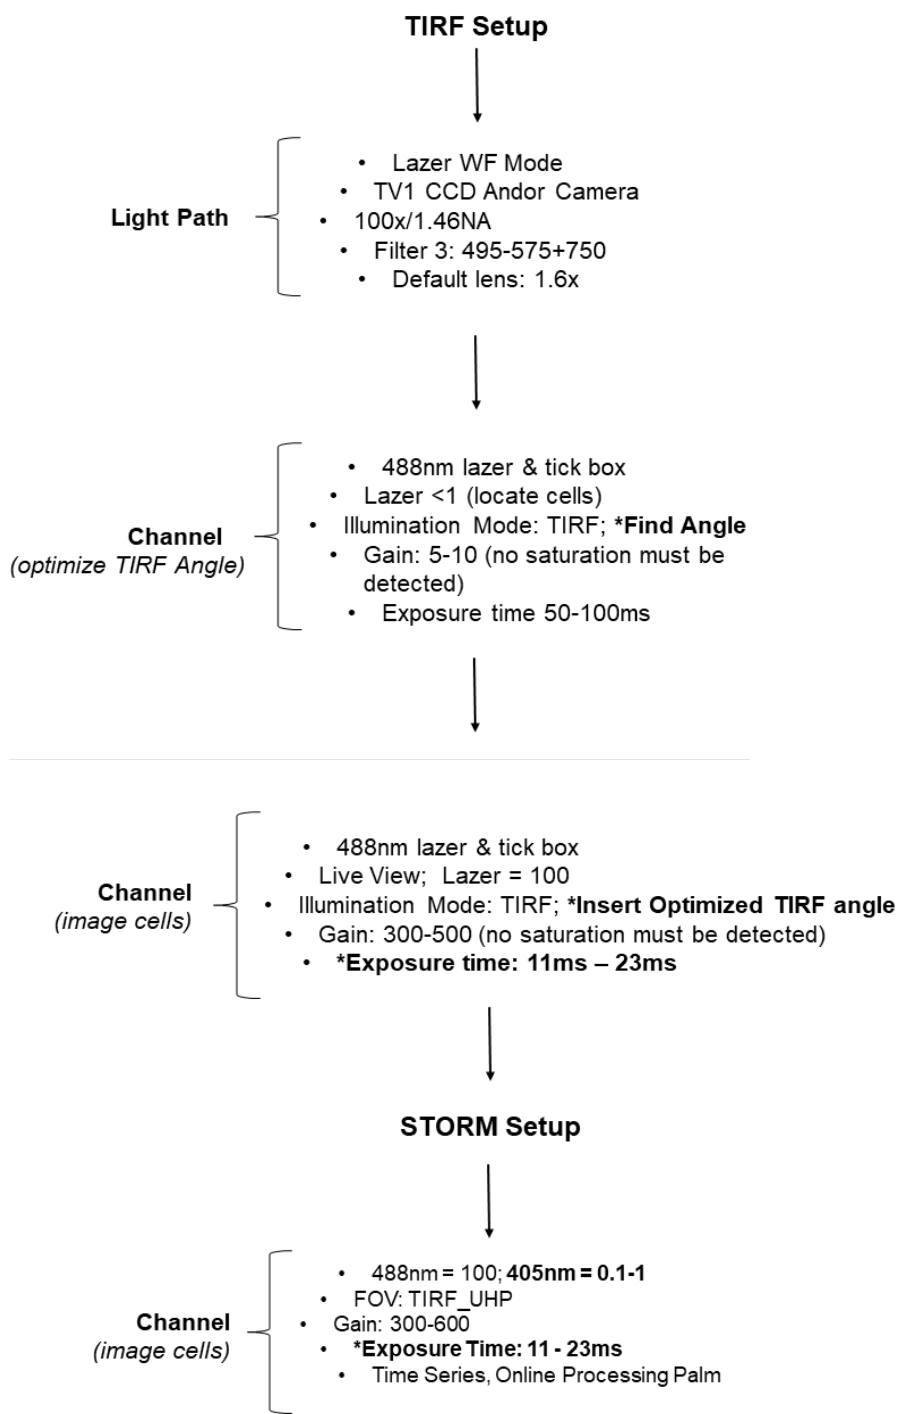 TIRF Setup
Light Path
• Lazer WF Mode
• TV1 CCD Andor Camera
• 100x/1.46NA
• Filter 3: 495-575+750
• Default lens: 1.6x
Channel
(optimize TIRF Angle)
• 488nm lazer & tick box
• Lazer <1 (locate cells)
• Illumination Mode: TIRF; *Find Angle
• Gain: 5-10 (no saturation must be
detected)
• Exposure time 50-100ms
Channel
(image cells)
• 488nm lazer & tick box
• Live View; Lazer = 100
• Illumination Mode: TIRF; *Insert Optimized TIRF angle
• Gain: 300-500 (no saturation must be detected)
• *Exposure time: 11ms – 23ms
STORM Setup
Channel
(image cells)
• 488nm = 100; 405nm = 0.1-1
• FOV: TIRF_UHP
• Gain: 300-600
• *Exposure Time: 11 - 23ms
• Time Series, Online Processing Palm